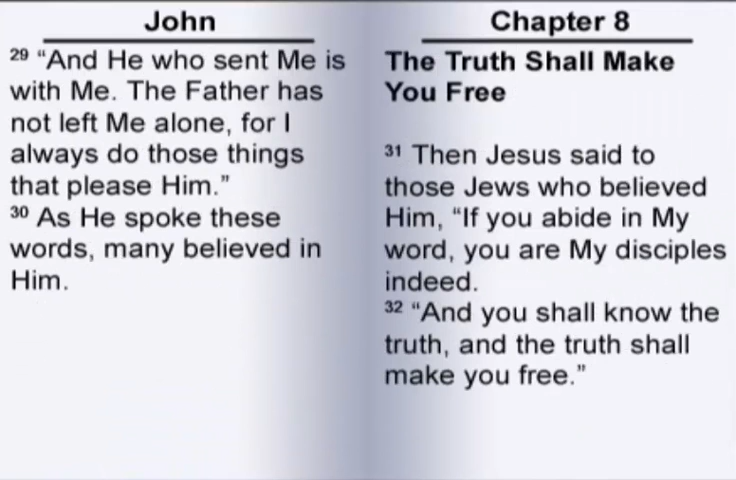 John
29 “And He who sent Me is
with Me. The Father has
not left Me alone, for I
always do those things
that please Him.”
30 As He spoke these
words, many believed in
Him.
Chapter 8
The Truth Shall Make
You Free
31 Then Jesus said to
those Jews who believed
Him, “If you abide in My
word, you are My disciples
indeed.
32 “And you shall know the
truth, and the truth shall
make you free.”